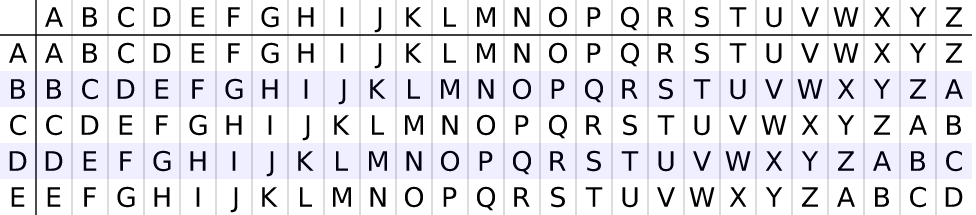 A B C D E F G H I J K L M N O P Q R S T U V W X Y Z
A A B C D E F G H I J K L M N O P Q R S T U V W X Y Z
B B C D E F G H I J K L M N O P Q R S T U V W X Y Z A
C C D E F G H I J K L M N O P Q R S T U V W X Y Z A B
D D E F G H I J K L M N O P Q R S T U V W X Y Z A B C
E E F G H I J K L M N O P Q R S T U V W X Y Z A B C D